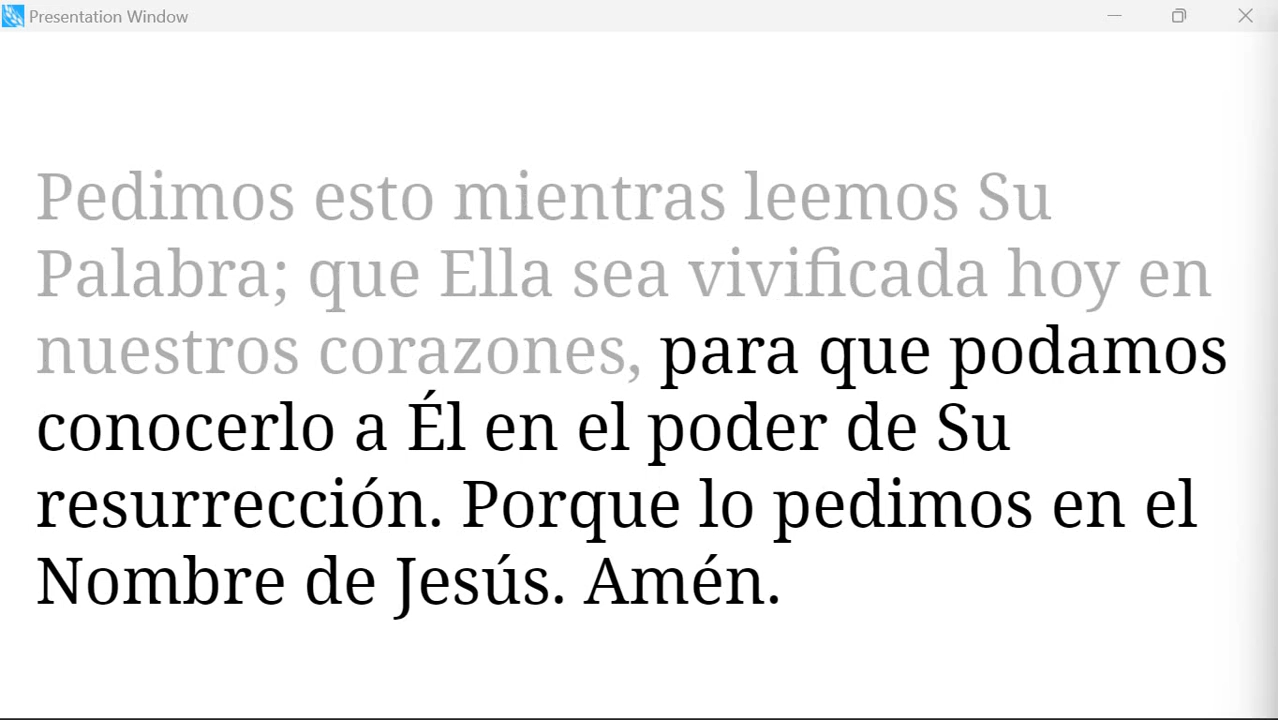 Presentation Window
Pedimos esto mientras leemos Su
Palabra; que Ella sea vivificada hoy en
nuestros corazones, para que podamos
conocerlo a Él en el poder de Su
resurrección. Porque lo pedimos en el
Nombre de Jesús. Amén.